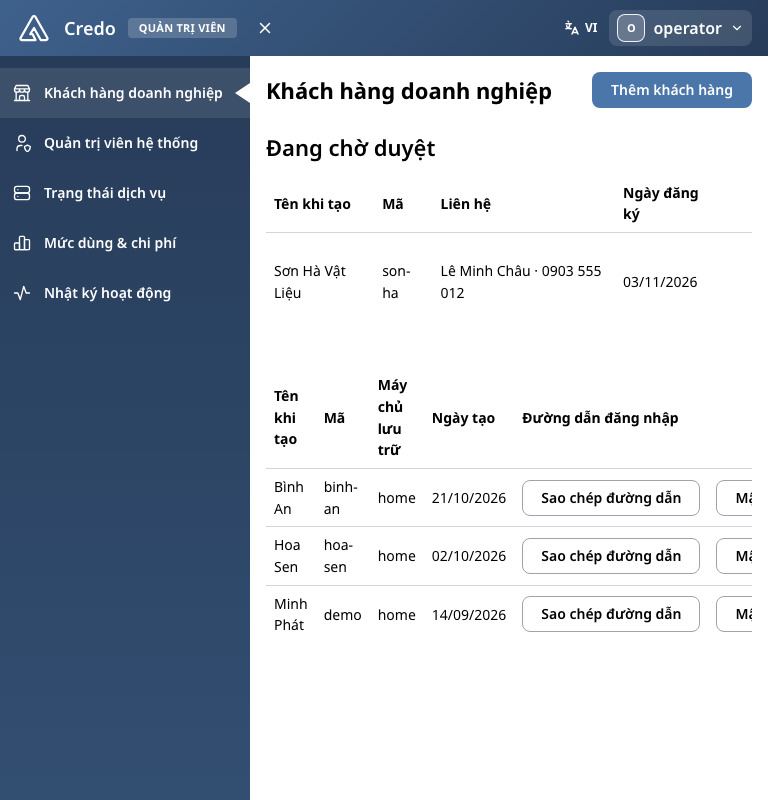 Credo
QUẢN TRỊ VIÊN
VI
O
operator
Khách hàng doanh nghiệp
Quản trị viên hệ thống
Trạng thái dịch vụ
Mức dùng & chi phí
Nhật ký hoạt động
Khách hàng doanh nghiệp
Thêm khách hàng
Đang chờ duyệt
Tên khi tạo
Mã
Liên hệ
Ngày đăng
ký
Sơn Hà Vật
Liệu
son-
ha
Lê Minh Châu · 0903 555
012
03/11/2026
Tên
khi
tạo
Mã
Máy
chủ
lưu
trữ
Ngày tạo
Đường dẫn đăng nhập
Bình
An
binh-
an
home
21/10/2026
Sao chép đường dẫn
Hoa
Sen
hoa-
sen
home
02/10/2026
Sao chép đường dẫn
Minh
Phát
demo
home
14/09/2026
Sao chép đường dẫn